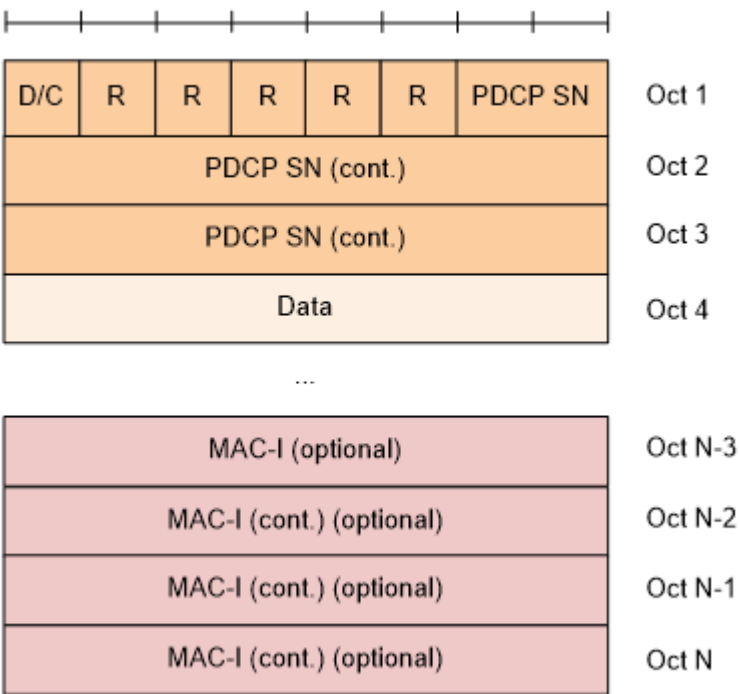 D/C R R R R R PDCP SN Oct 1
PDCP SN (cont.) Oct 2
PDCP SN (cont.) Oct 3
Data Oct 4
...
MAC-I (optional) Oct N-3
MAC-I (cont.) (optional) Oct N-2
MAC-I (cont.) (optional) Oct N-1
MAC-I (cont.) (optional) Oct N